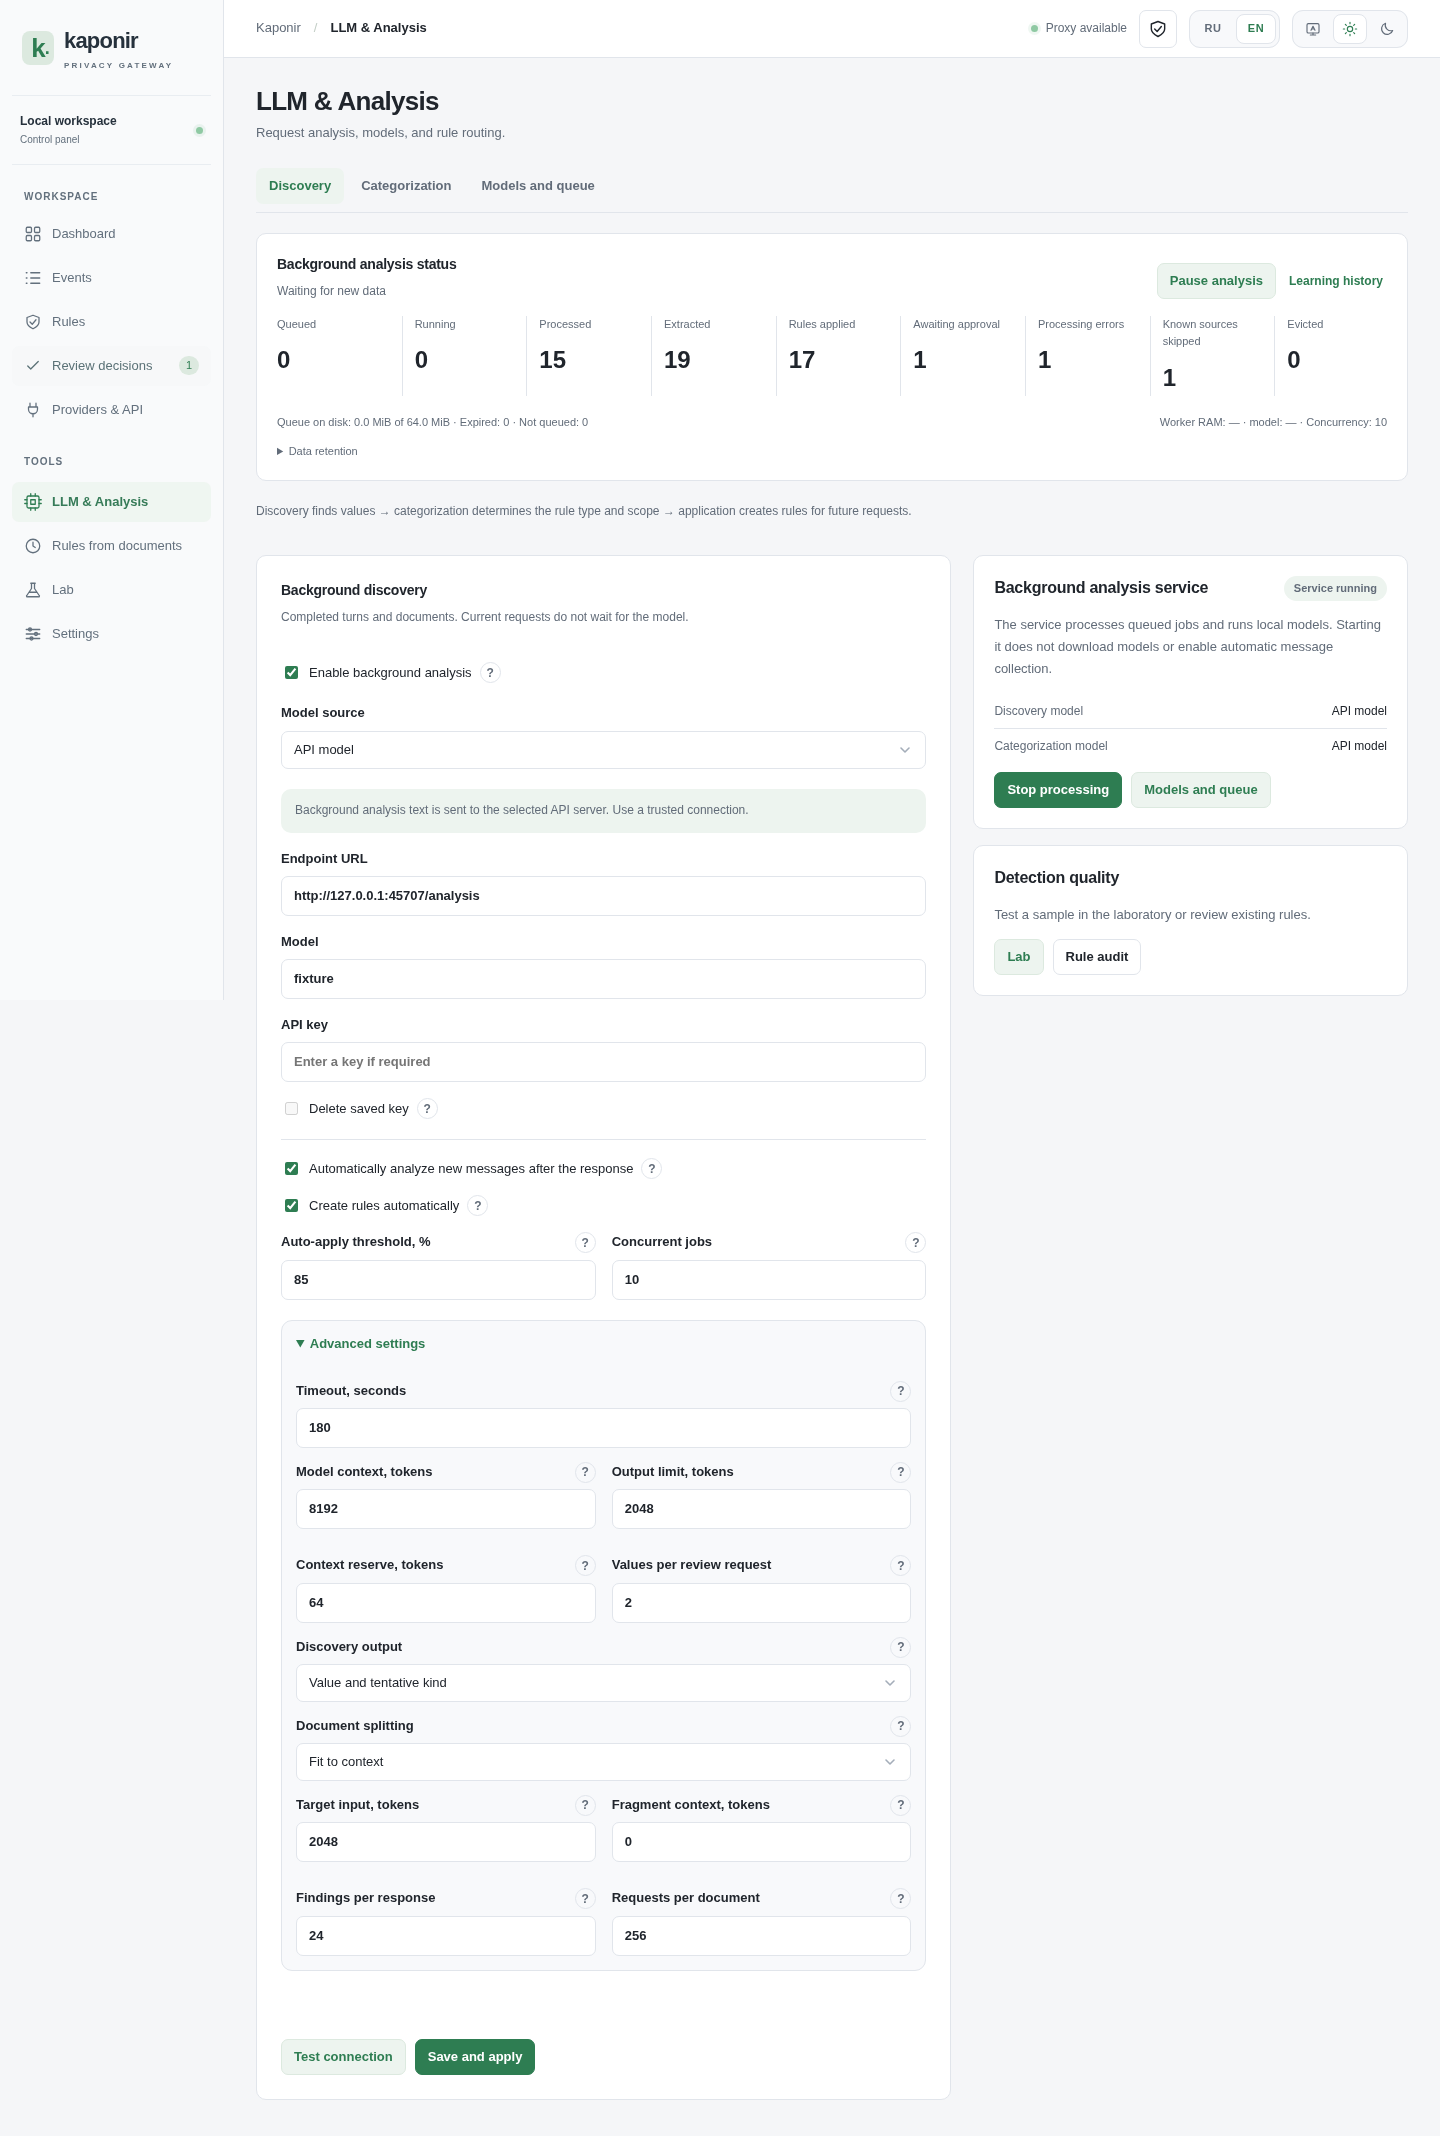 k.
kaponir
PRIVACY GATEWAY
Local workspace
Control panel
WORKSPACE
Dashboard
Events
Rules
Review decisions 1
Providers & API
TOOLS
LLM & Analysis
Rules from documents
Lab
Settings
Kaponir / LLM & Analysis
Proxy available
RU EN
LLM & Analysis
Request analysis, models, and rule routing.
Discovery Categorization Models and queue
Background analysis status
Waiting for new data
Pause analysis Learning history
Queued
0
Running
0
Processed
15
Extracted
19
Rules applied
17
Awaiting approval
1
Processing errors
1
Known sources
skipped
1
Evicted
0
Queue on disk: 0.0 MiB of 64.0 MiB · Expired: 0 · Not queued: 0
Worker RAM: — · model: — · Concurrency: 10
Data retention
Discovery finds values → categorization determines the rule type and scope → application creates rules for future requests.
Background discovery
Completed turns and documents. Current requests do not wait for the model.
Enable background analysis ?
Model source
API model
Background analysis text is sent to the selected API server. Use a trusted connection.
Endpoint URL
http://127.0.0.1:45707/analysis
Model
fixture
API key
Enter a key if required
Delete saved key ?
Automatically analyze new messages after the response ?
Create rules automatically ?
Auto-apply threshold, % ?
85
Concurrent jobs ?
10
Advanced settings
Timeout, seconds ?
180
Model context, tokens ?
8192
Output limit, tokens ?
2048
Context reserve, tokens ?
64
Values per review request ?
2
Discovery output ?
Value and tentative kind
Document splitting ?
Fit to context
Target input, tokens ?
2048
Fragment context, tokens ?
0
Findings per response ?
24
Requests per document ?
256
Test connection Save and apply
Background analysis service Service running
The service processes queued jobs and runs local models. Starting
it does not download models or enable automatic message
collection.
Discovery model API model
Categorization model API model
Stop processing Models and queue
Detection quality
Test a sample in the laboratory or review existing rules.
Lab Rule audit